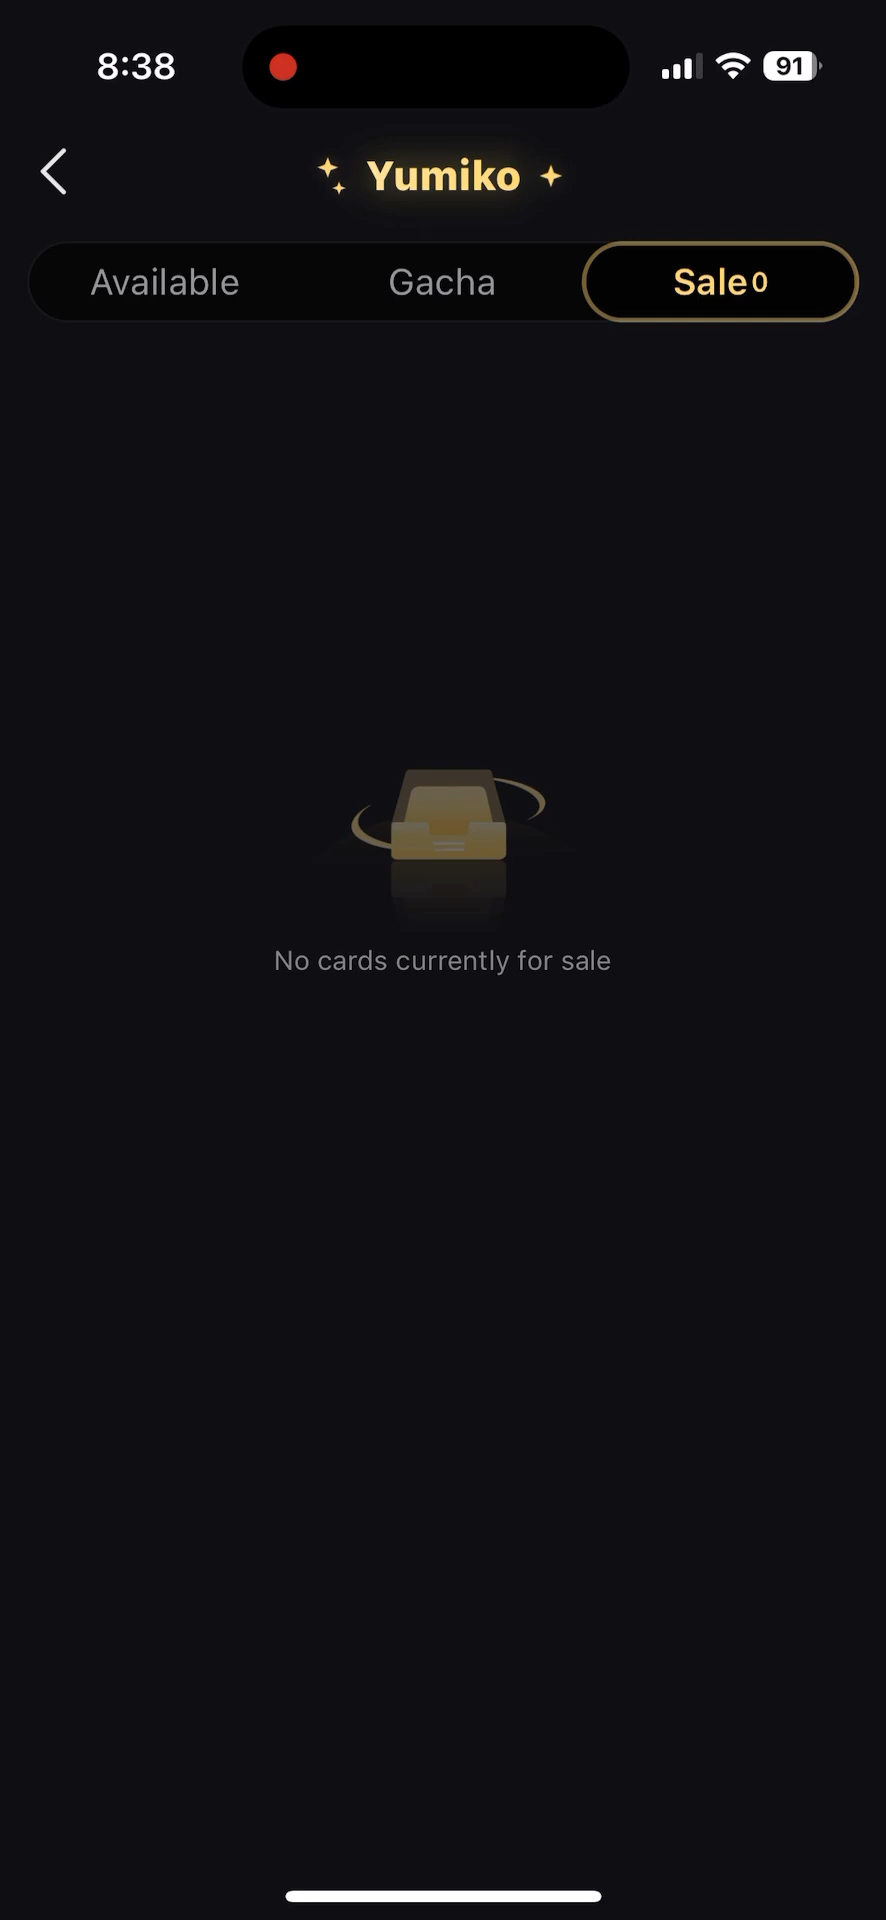 8:38
91
Yumiko
Available
Gacha
Sale 0
No cards currently for sale